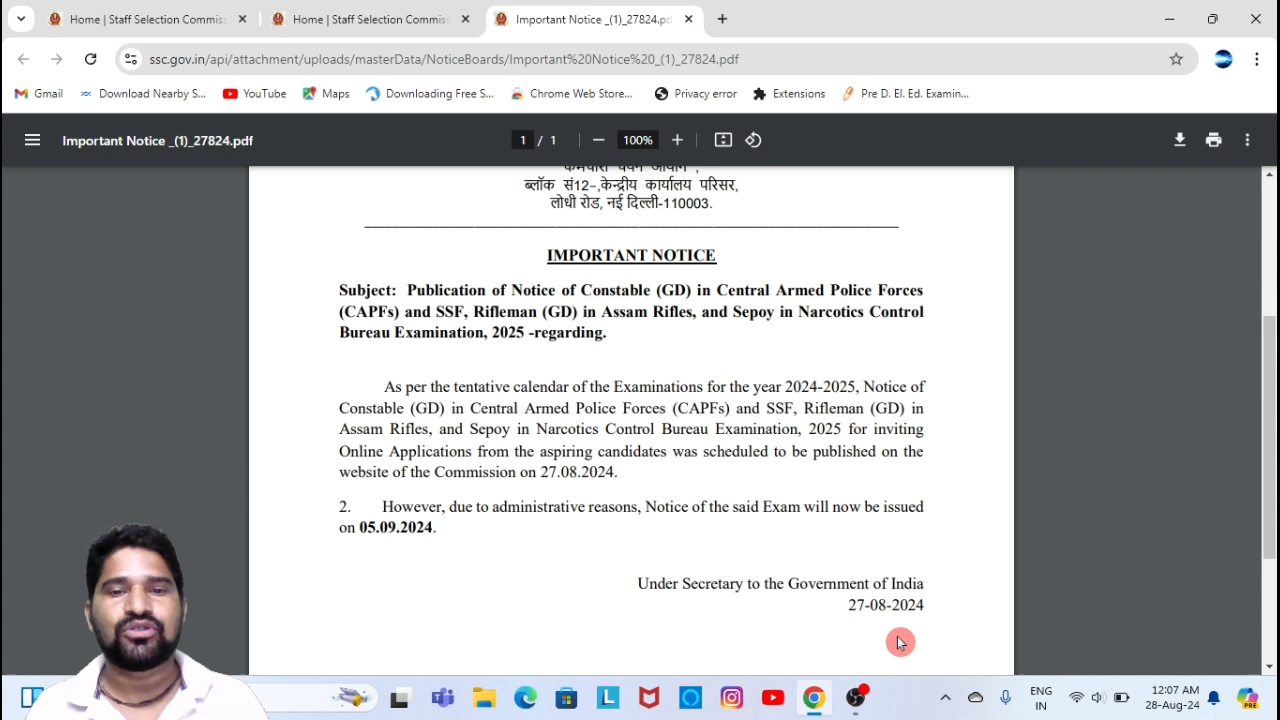 Home | Staff Selection Commiss
Home | Staff Selection Commiss
Important Notice _(1)_27824.pd
ssc.gov.in/api/attachment/uploads/masterData/NoticeBoards/Important%20Notice%20_(1)_27824.pdf
Gmail
Download Nearby S...
YouTube
Maps
Downloading Free S...
Chrome Web Store...
Privacy error
Extensions
Pre D. El. Ed. Examin...
Important Notice _(1)_27824.pdf
1 / 1
100%
कर्मचारी चयन आयोग ,
ब्लॉक सं12-,केन्द्रीय कार्यालय परिसर,
लोधी रोड, नई दिल्ली-110003.
IMPORTANT NOTICE
Subject: Publication of Notice of Constable (GD) in Central Armed Police Forces
(CAPFs) and SSF, Rifleman (GD) in Assam Rifles, and Sepoy in Narcotics Control
Bureau Examination, 2025 -regarding.
As per the tentative calendar of the Examinations for the year 2024-2025, Notice of
Constable (GD) in Central Armed Police Forces (CAPFs) and SSF, Rifleman (GD) in
Assam Rifles, and Sepoy in Narcotics Control Bureau Examination, 2025 for inviting
Online Applications from the aspiring candidates was scheduled to be published on the
website of the Commission on 27.08.2024.
2. However, due to administrative reasons, Notice of the said Exam will now be issued
on 05.09.2024.
Under Secretary to the Government of India
27-08-2024
ENG
IN
12:07 AM
28-Aug-24
PRE